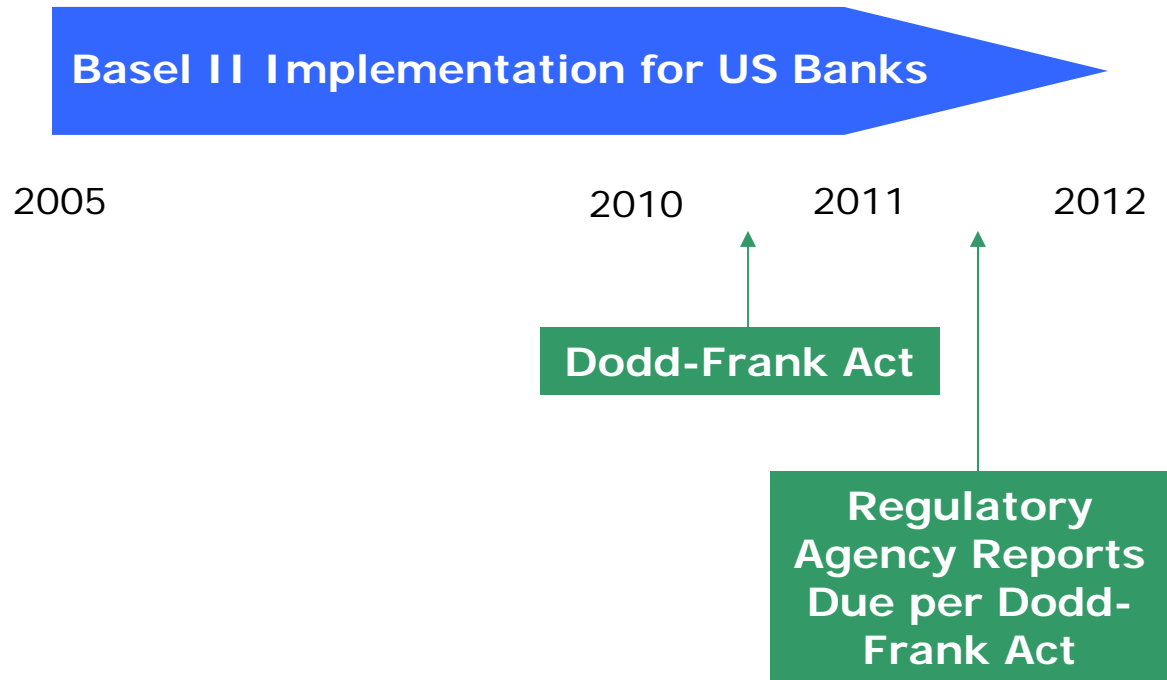 Basel II Implementation for US Banks
2005 2010 2011 2012
Dodd-Frank Act
Regulatory
Agency Reports
Due per Dodd-
Frank Act